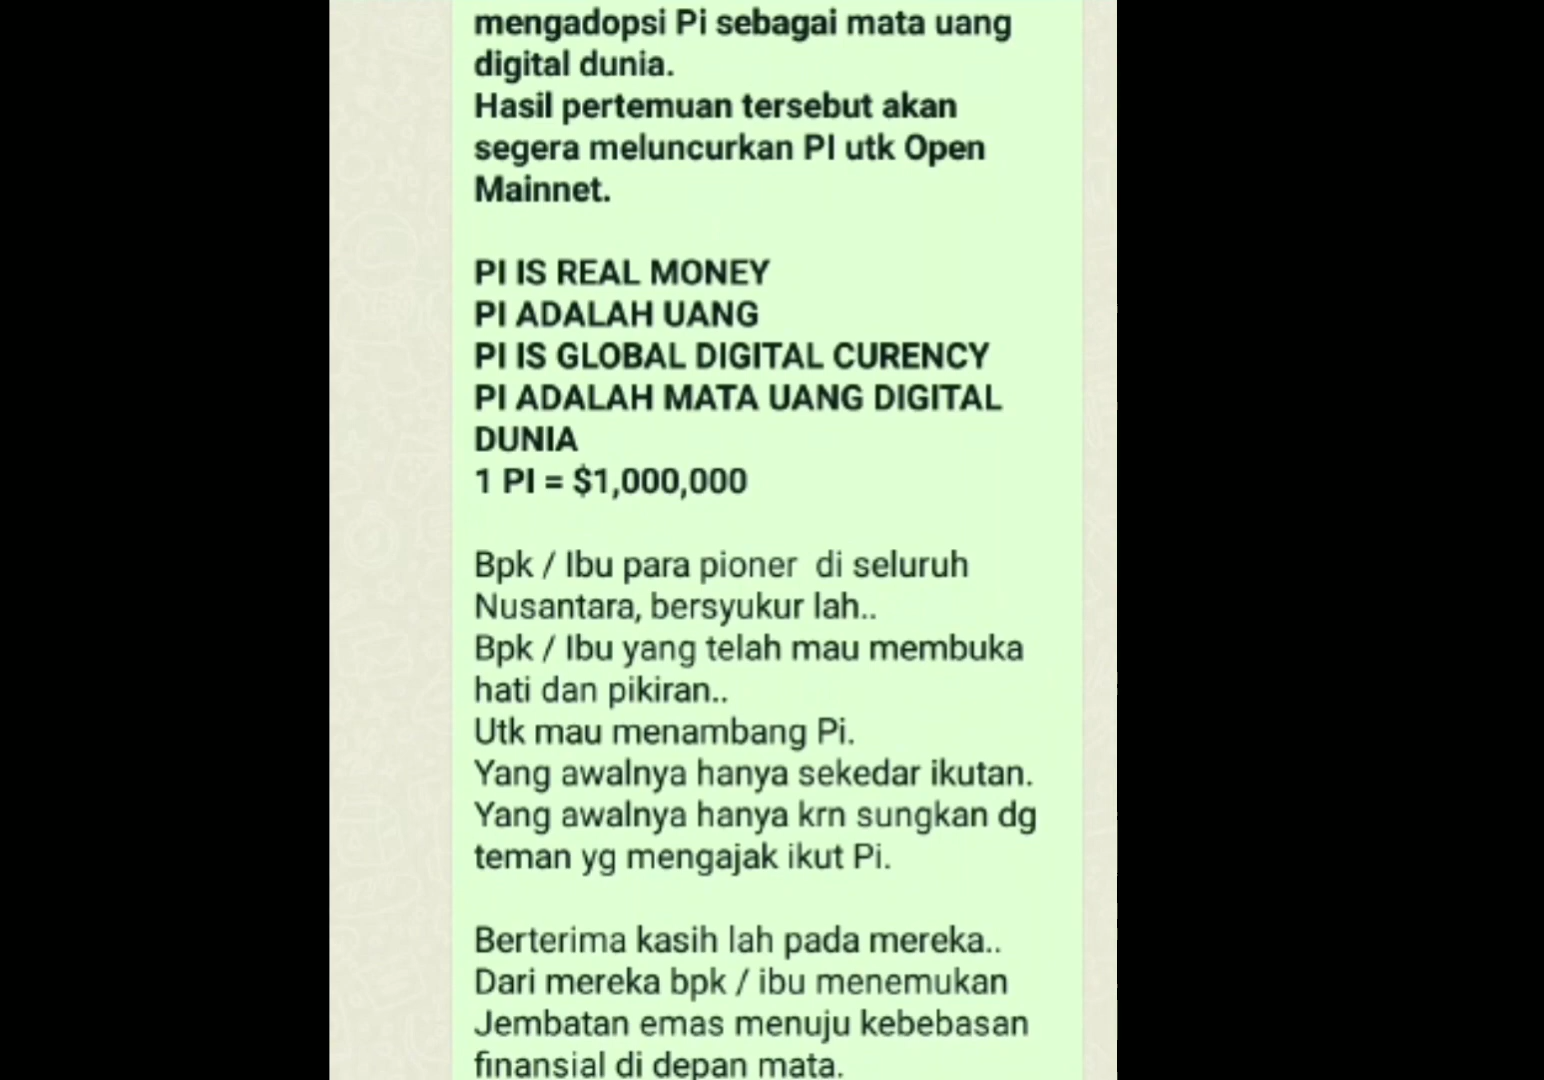 mengadopsi Pi sebagai mata uang
digital dunia.
Hasil pertemuan tersebut akan
segera meluncurkan PI utk Open
Mainnet.
PI IS REAL MONEY
PI ADALAH UANG
PI IS GLOBAL DIGITAL CURENCY
PI ADALAH MATA UANG DIGITAL
DUNIA
1 PI = $1,000,000
Bpk / Ibu para pioner  di seluruh
Nusantara, bersyukur lah..
Bpk / Ibu yang telah mau membuka
hati dan pikiran..
Utk mau menambang Pi.
Yang awalnya hanya sekedar ikutan.
Yang awalnya hanya krn sungkan dg
teman yg mengajak ikut Pi.
Berterima kasih lah pada mereka..
Dari mereka bpk / ibu menemukan
Jembatan emas menuju kebebasan
finansial di depan mata.